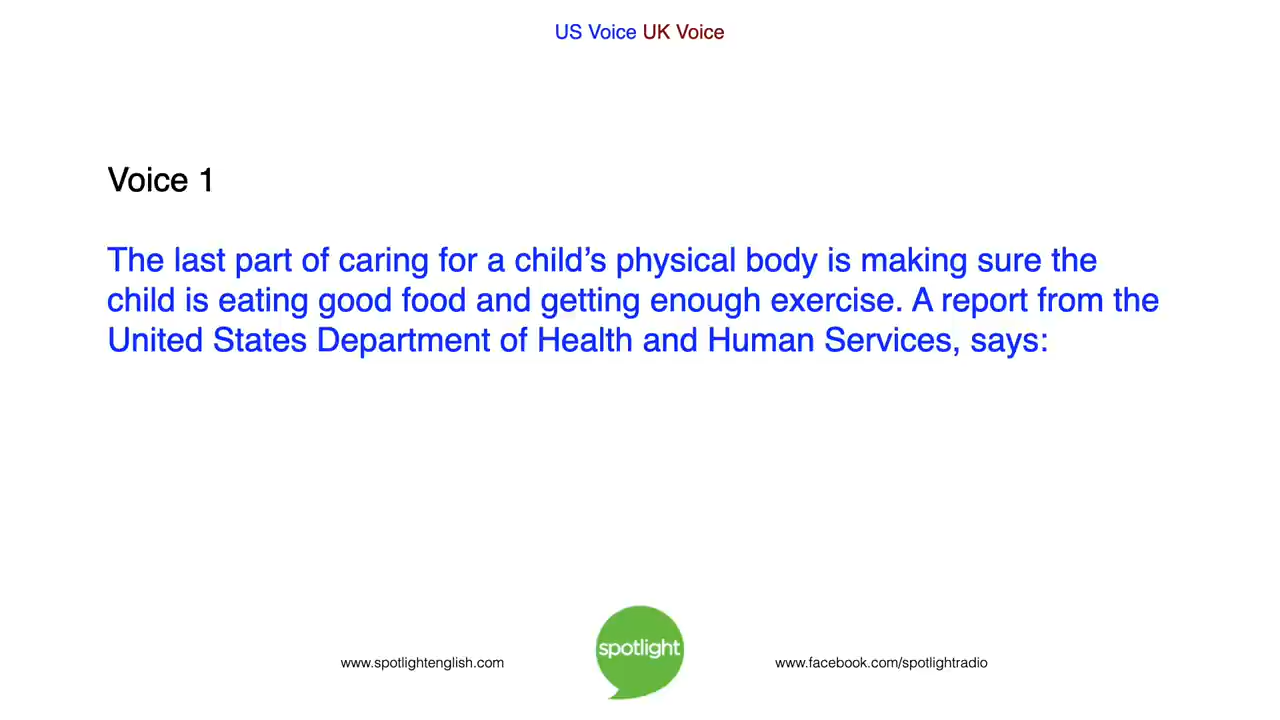 US Voice UK Voice
Voice 1
The last part of caring for a child’s physical body is making sure the
child is eating good food and getting enough exercise. A report from the
United States Department of Health and Human Services, says:
spotlight
www.spotlightenglish.com
www.facebook.com/spotlightradio